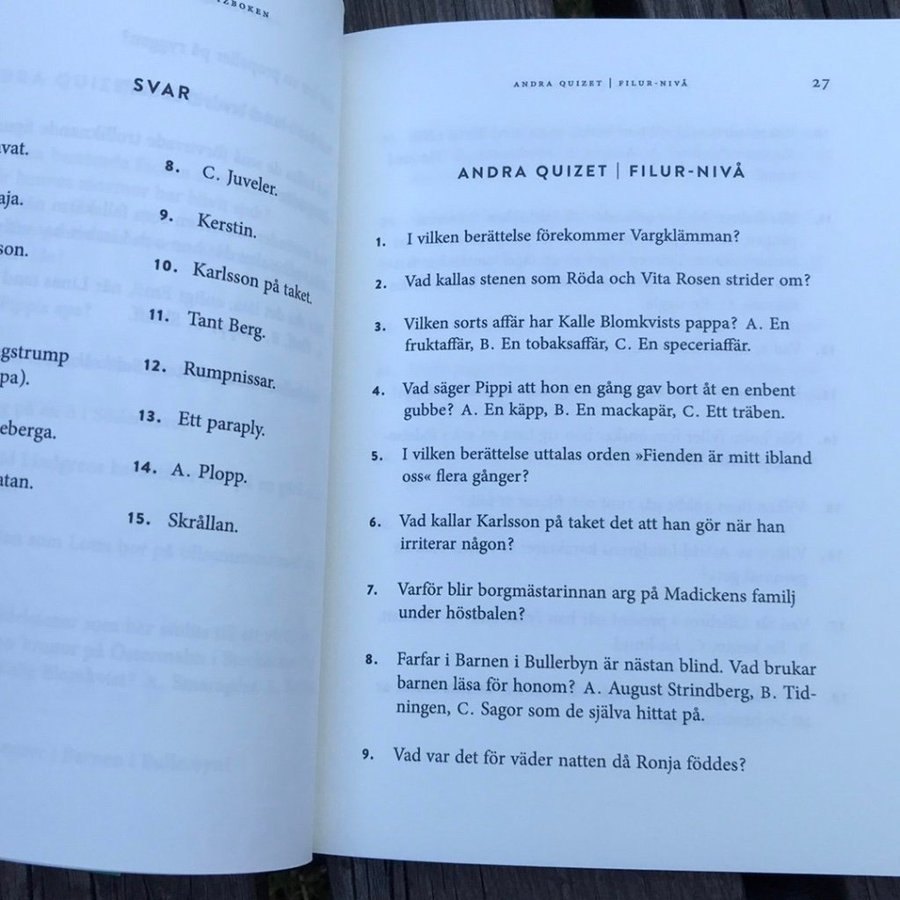 SVAR
8. C. Juveler.
9. Kerstin.
10. Karlsson på taket.
11. Tant Berg.
12. Rumpnissar.
13. Ett paraply.
14. A. Plopp.
15. Skrållan.
ANDRA QUIZET | FILUR-NIVÅ 27
ANDRA QUIZET | FILUR-NIVÅ
1. I vilken berättelse förekommer Vargklämman?
2. Vad kallas stenen som Röda och Vita Rosen strider om?
3. Vilken sorts affär har Kalle Blomkvists pappa? A. En
fruktaffär, B. En tobaksaffär, C. En speceriaffär.
4. Vad säger Pippi att hon en gång gav bort åt en enbent
gubbe? A. En käpp, B. En mackapär, C. Ett träben.
5. I vilken berättelse uttalas orden »Fienden är mitt ibland
oss« flera gånger?
6. Vad kallar Karlsson på taket det att han gör när han
irriterar någon?
7. Varför blir borgmästarinnan arg på Madickens familj
under höstbalen?
8. Farfar i Barnen i Bullerbyn är nästan blind. Vad brukar
barnen läsa för honom? A. August Strindberg, B. Tid-
ningen, C. Sagor som de själva hittat på.
9. Vad var det för väder natten då Ronja föddes?